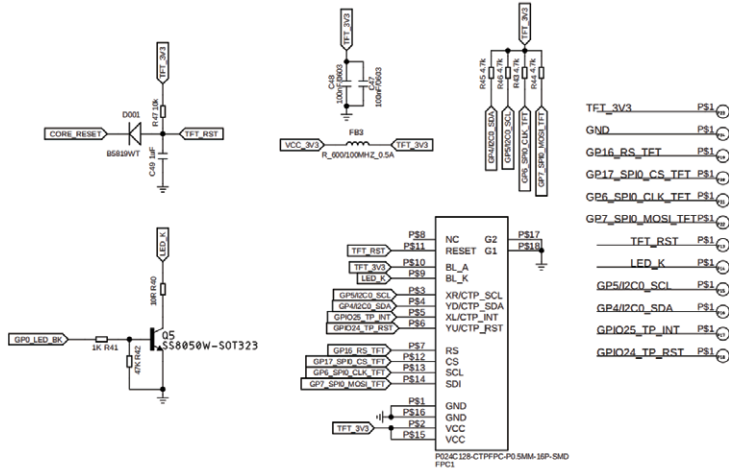 TFT_3V3
R47 10k
D001
CORE_RESET
TFT_RST
B5819WT
C49 1uF
TFT_3V3
C48
100nF/0603
C47
100nF/0603
FB3
VCC_3V3
TFT_3V3
R_600/100MHZ_0.5A
TFT_3V3
R45 4.7k
R46 4.7k
R43 4.7k
R44 4.7k
GP4/I2C0_SDA
GP5/I2C0_SCL
GP6_SPI0_CLK_TFT
GP7_SPI0_MOSI_TFT
TFT_3V3 P$1
GND P$1
GP16_RS_TFT P$1
GP17_SPI0_CS_TFT P$1
GP6_SPI0_CLK_TFT P$1
GP7_SPI0_MOSI_TFT P$1
TFT_RST P$1
LED_K P$1
GP5/I2C0_SCL P$1
GP4/I2C0_SDA P$1
GPIO25_TP_INT P$1
GPIO24_TP_RST P$1
LED_K
10R R40
GP0_LED_BK
1K R41
47K R42
Q5
SS8050W-SOT323
P$8 NC G2 P$17
TFT_RST P$11 RESET G1 P$18
TFT_3V3 P$10 BL_A
LED_K P$9 BL_K
GP5/I2C0_SCL P$3 XR/CTP_SCL
GP4/I2C0_SDA P$4 YD/CTP_SDA
GPIO25_TP_INT P$5 XL/CTP_INT
GPIO24_TP_RST P$6 YU/CTP_RST
GP16_RS_TFT P$7 RS
GP17_SPI0_CS_TFT P$12 CS
GP6_SPI0_CLK_TFT P$13 SCL
GP7_SPI0_MOSI_TFT P$14 SDI
P$1 GND
P$16 GND
TFT_3V3 P$2 VCC
P$15 VCC
P024C128-CTPFPC-P0.5MM-16P-SMD
FPC1